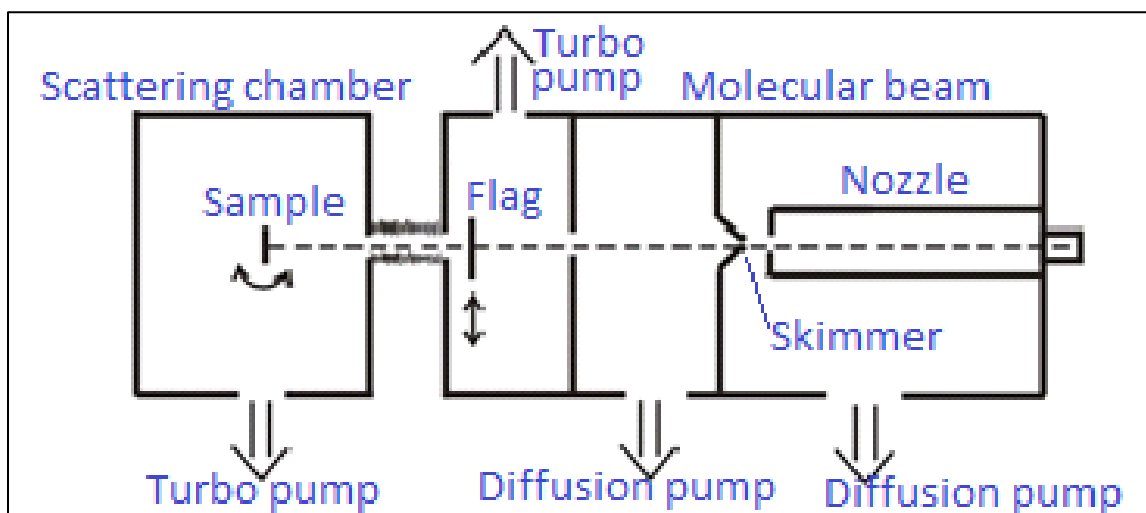 Turbo
pump
Scattering chamber
Molecular beam
Sample
Flag
Nozzle
Skimmer
Turbo pump
Diffusion pump
Diffusion pump